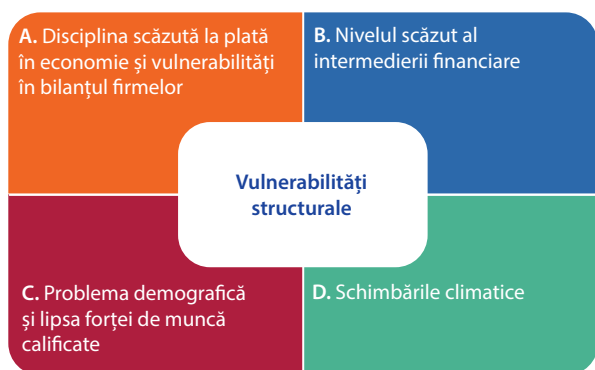 A. Disciplina scăzută la plată
în economie și vulnerabilități
în bilanțul firmelor
B. Nivelul scăzut al
intermedierii financiare
Vulnerabilități
structurale
C. Problema demografică
și lipsa forței de muncă
calificate
D. Schimbările climatice